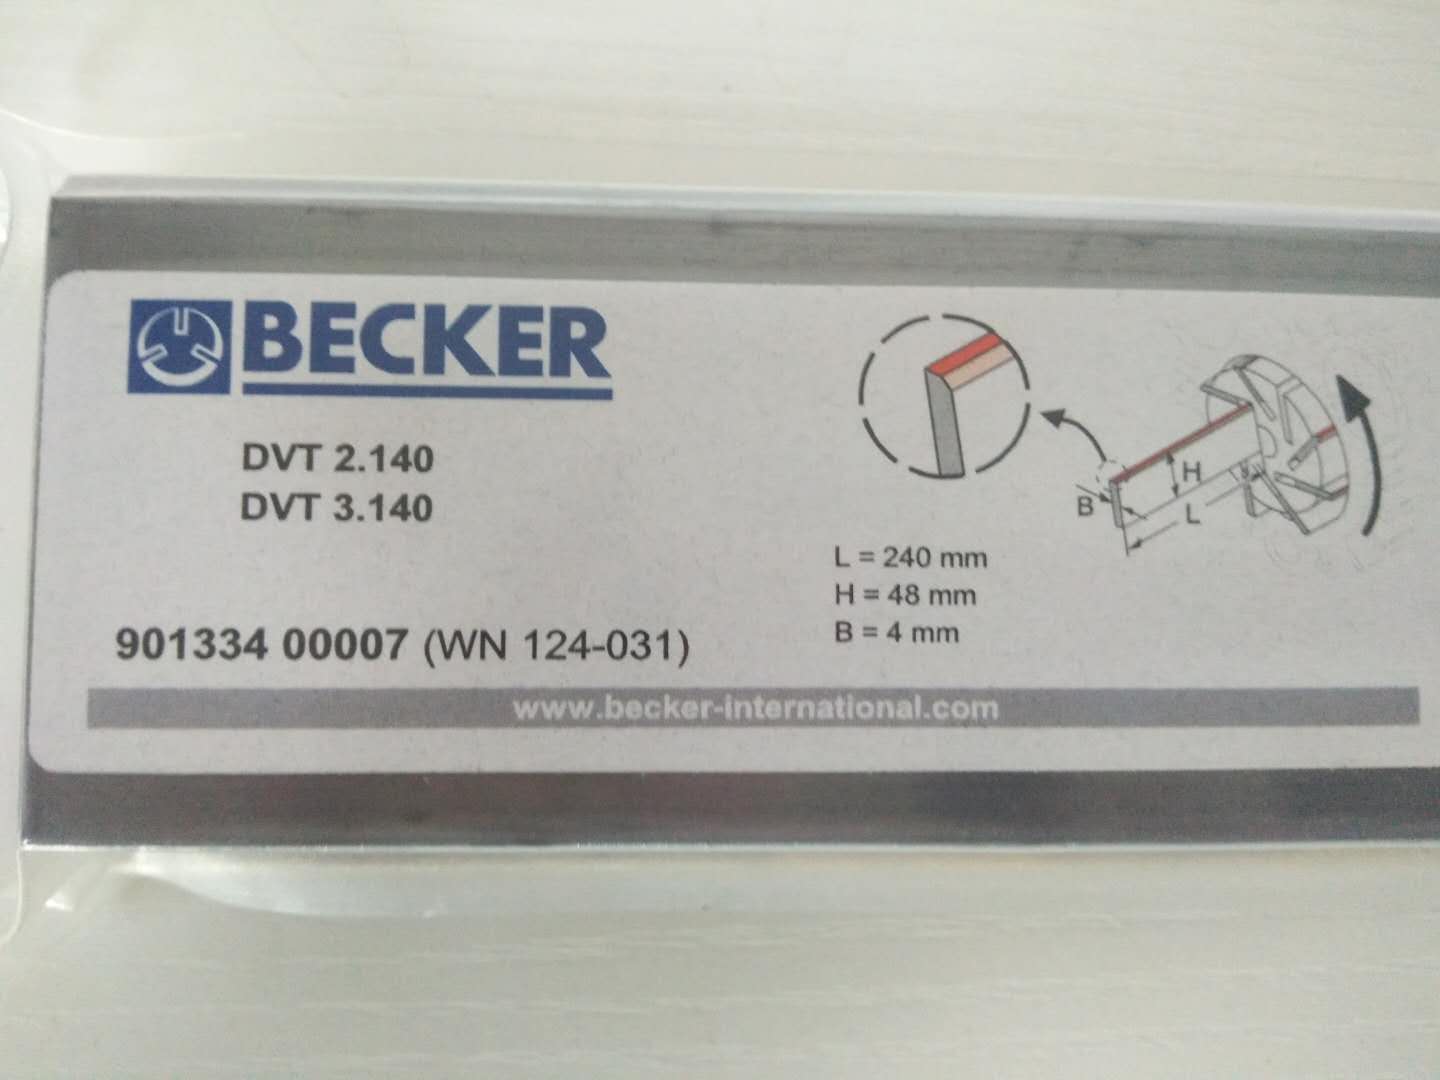 BECKER
DVT 2.140
DVT 3.140
901334 00007 (WN 124-031)
B
H
L
L = 240 mm
H = 48 mm
B = 4 mm
www.becker-international.com